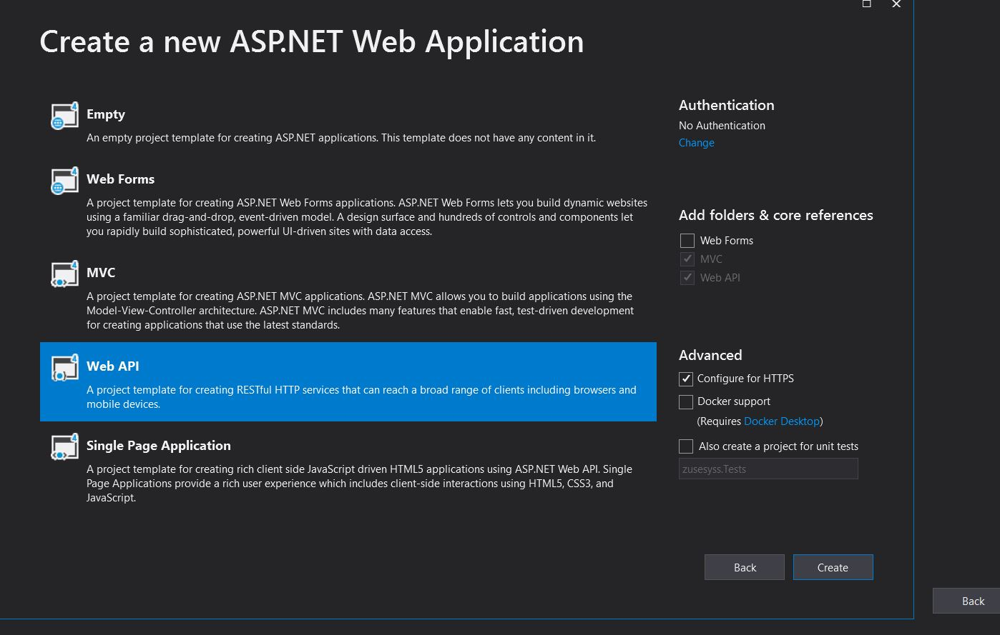 Create a new ASP.NET Web Application
Empty
An empty project template for creating ASP.NET applications. This template does not have any content in it.
Web Forms
A project template for creating ASP.NET Web Forms applications. ASP.NET Web Forms lets you build dynamic websites
using a familiar drag-and-drop, event-driven model. A design surface and hundreds of controls and components let
you rapidly build sophisticated, powerful UI-driven sites with data access.
MVC
A project template for creating ASP.NET MVC applications. ASP.NET MVC allows you to build applications using the
Model-View-Controller architecture. ASP.NET MVC includes many features that enable fast, test-driven development
for creating applications that use the latest standards.
Web API
A project template for creating RESTful HTTP services that can reach a broad range of clients including browsers and
mobile devices.
Single Page Application
A project template for creating rich client side JavaScript driven HTML5 applications using ASP.NET Web API. Single
Page Applications provide a rich user experience which includes client-side interactions using HTML5, CSS3, and
JavaScript.
Authentication
No Authentication
Change
Add folders & core references
Web Forms
MVC
Web API
Advanced
Configure for HTTPS
Docker support
(Requires Docker Desktop)
Also create a project for unit tests
zusesyss.Tests
Back
Create
Back